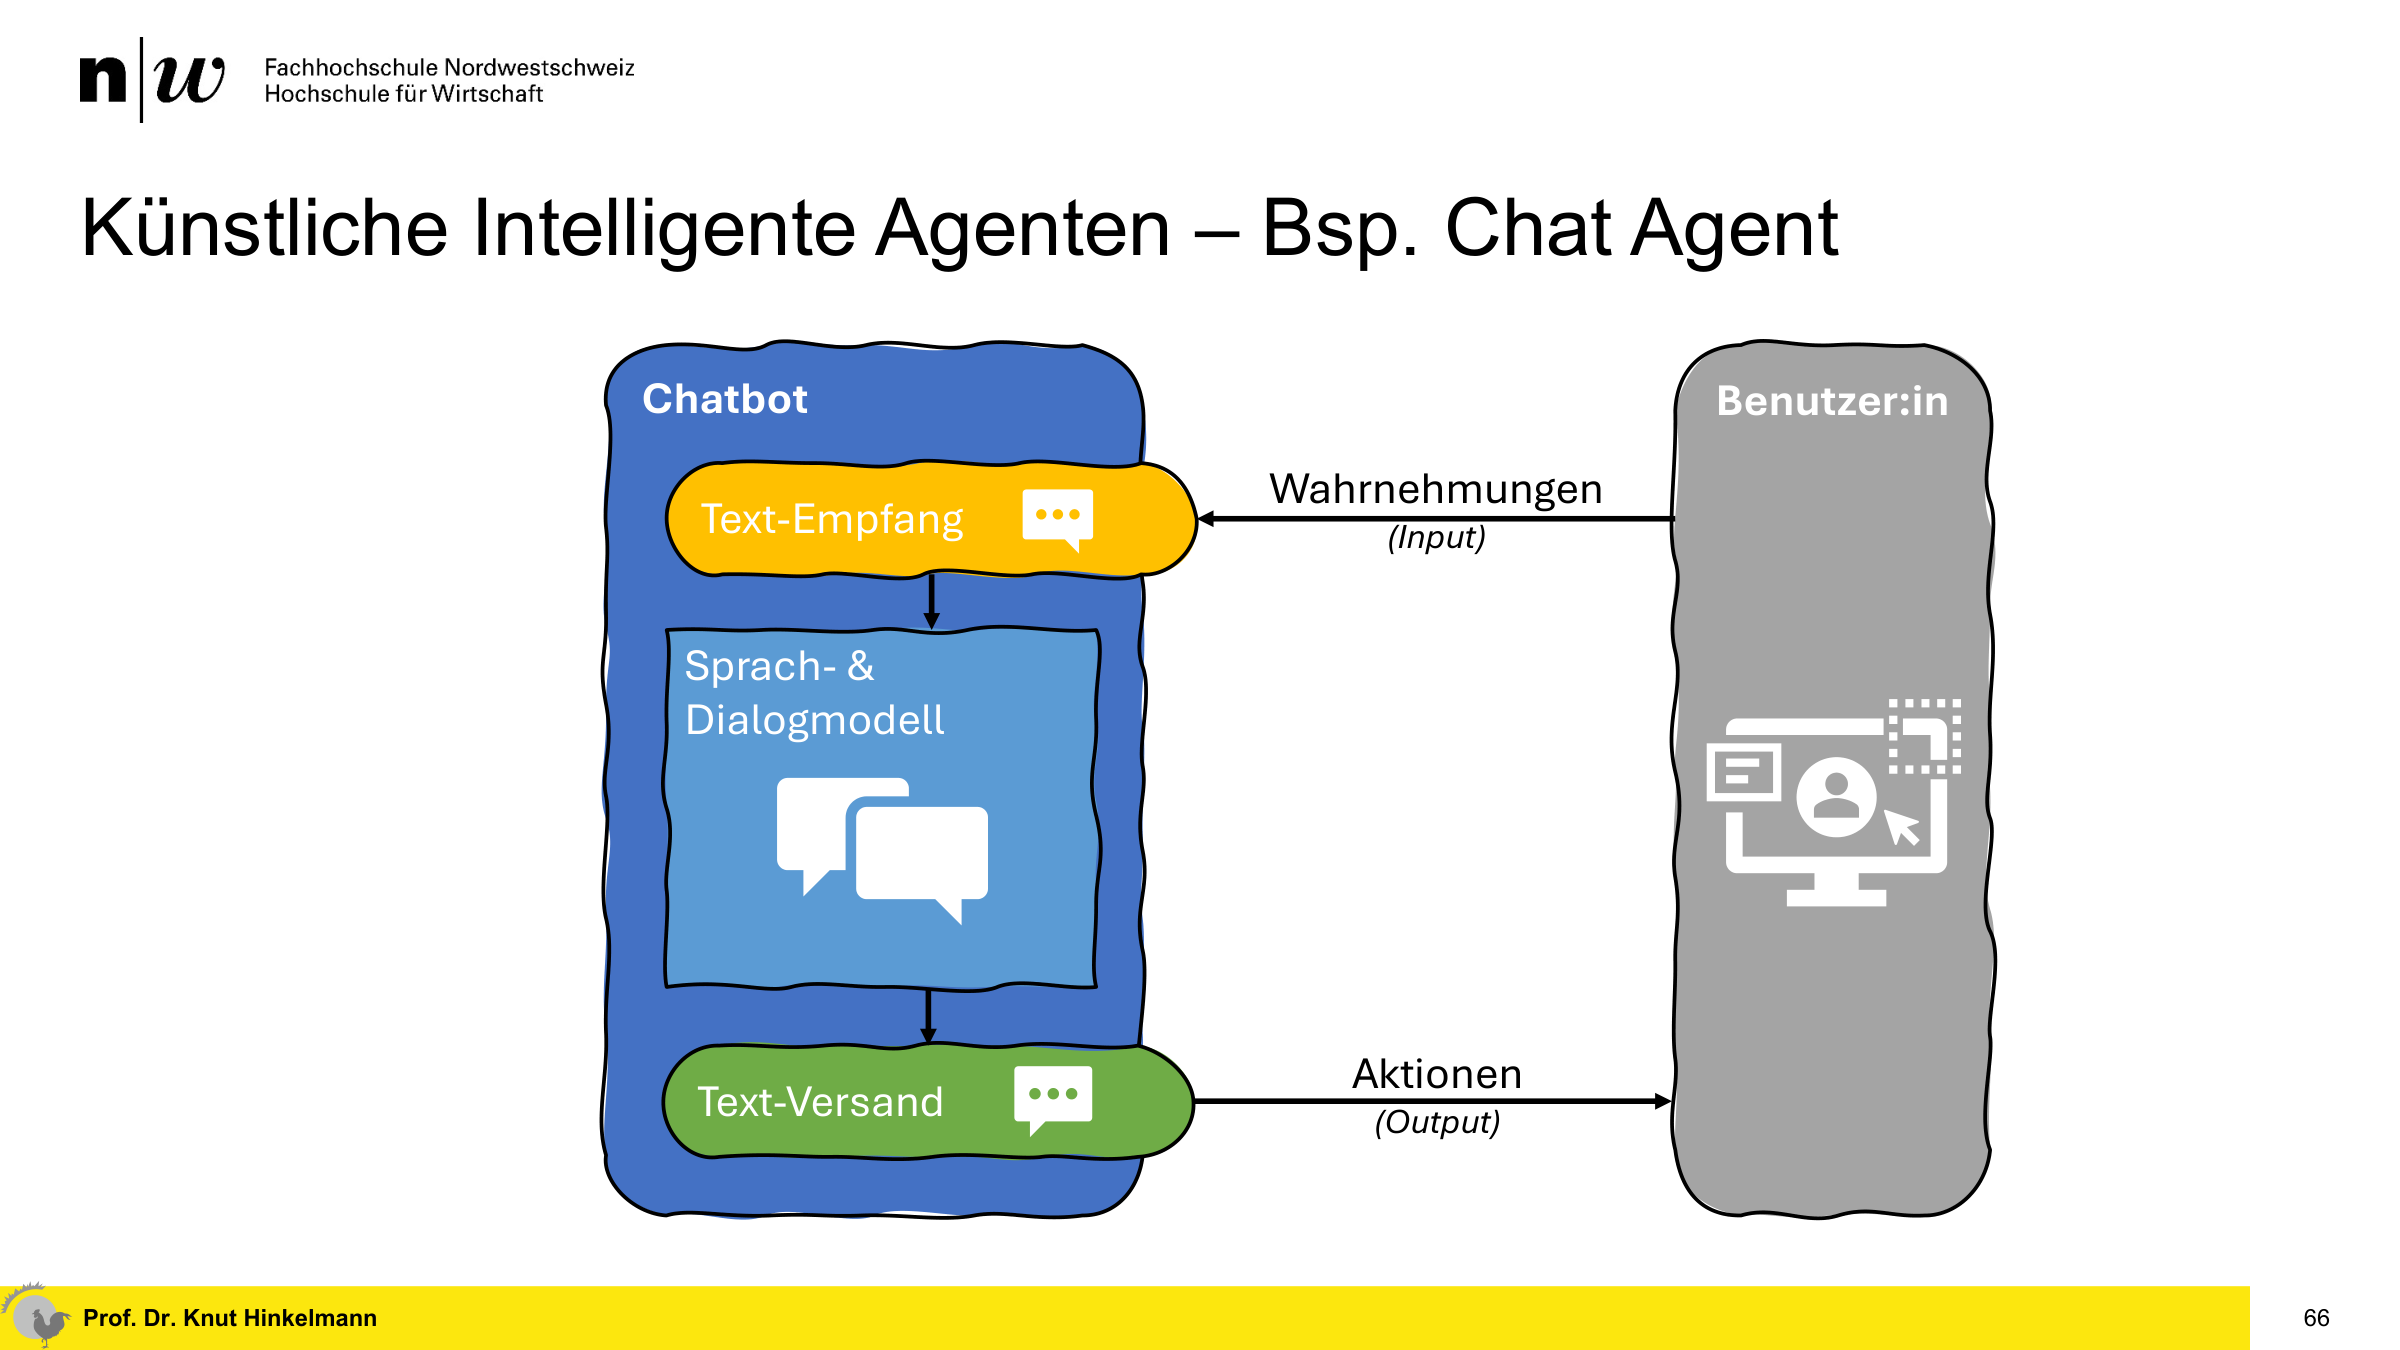 n|w
Fachhochschule Nordwestschweiz
Hochschule für Wirtschaft
Künstliche Intelligente Agenten – Bsp. Chat Agent
Chatbot
Text-Empfang
Sprach- &
Dialogmodell
Text-Versand
Wahrnehmungen
(Input)
Aktionen
(Output)
Benutzer:in
Prof. Dr. Knut Hinkelmann
66